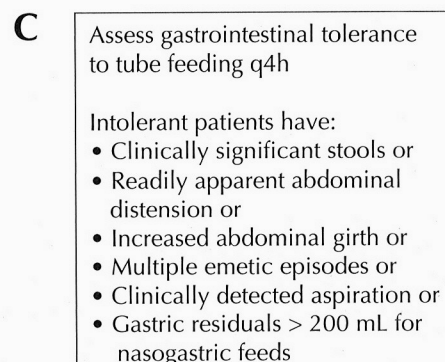 C
Assess gastrointestinal tolerance
to tube feeding q4h
Intolerant patients have:
• Clinically significant stools or
• Readily apparent abdominal
distension or
• Increased abdominal girth or
• Multiple emetic episodes or
• Clinically detected aspiration or
• Gastric residuals > 200 mL for
nasogastric feeds